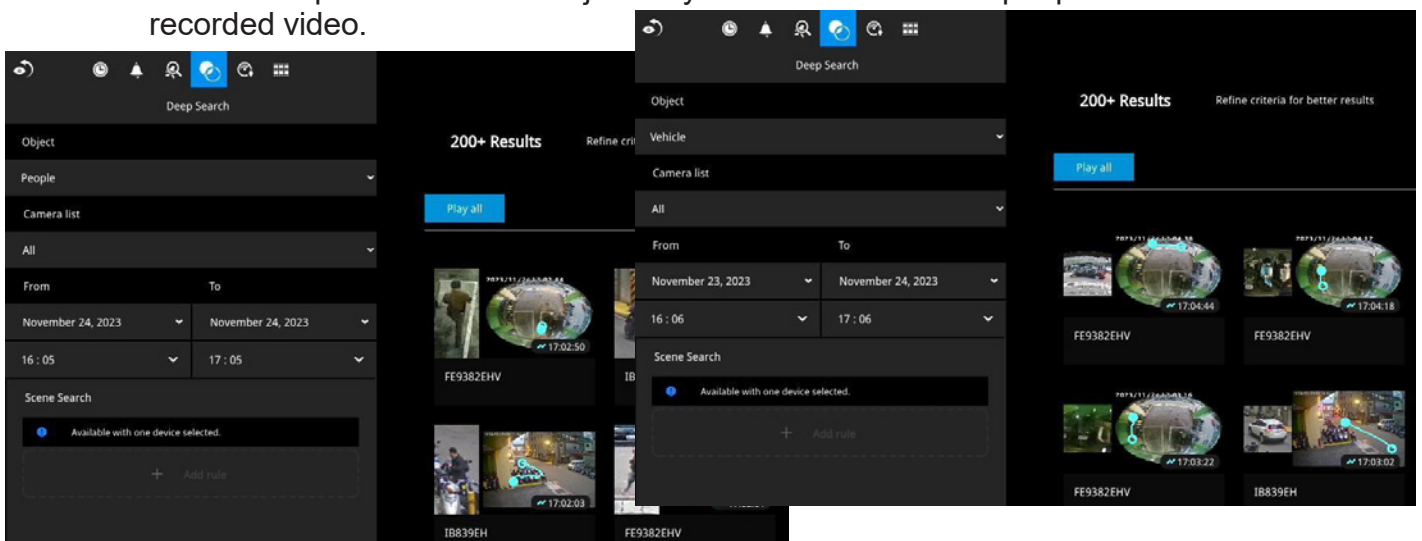 recorded video.
Deep Search
Object
People
Camera list
All
From To
November 24, 2023 November 24, 2023
16 : 05 17 : 05
Scene Search
Available with one device selected.
+ Add rule
200+ Results
Play all
17:02:50
FE9382EHV
17:02:03
IB839EH FE9382EHV
Deep Search
Object
Vehicle
Camera list
All
From To
November 23, 2023 November 24, 2023
16 : 06 17 : 06
Scene Search
Available with one device selected.
+ Add rule
200+ Results Refine criteria for better results
Play all
17:04:44 17:04:18
FE9382EHV FE9382EHV
17:03:22 17:03:02
FE9382EHV IB839EH